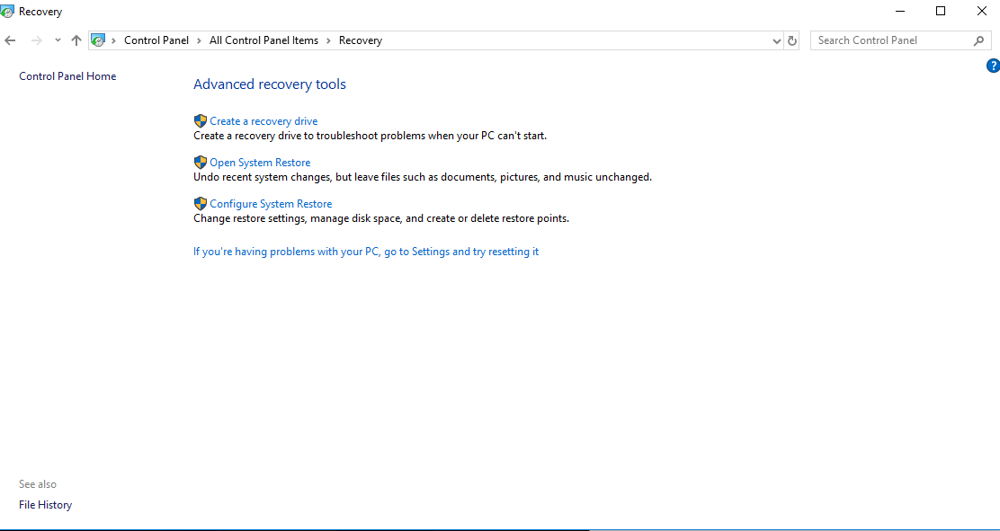 Recovery
Control Panel > All Control Panel Items > Recovery
Search Control Panel
?
Control Panel Home
Advanced recovery tools
Create a recovery drive
Create a recovery drive to troubleshoot problems when your PC can't start.
Open System Restore
Undo recent system changes, but leave files such as documents, pictures, and music unchanged.
Configure System Restore
Change restore settings, manage disk space, and create or delete restore points.
If you're having problems with your PC, go to Settings and try resetting it
See also
File History